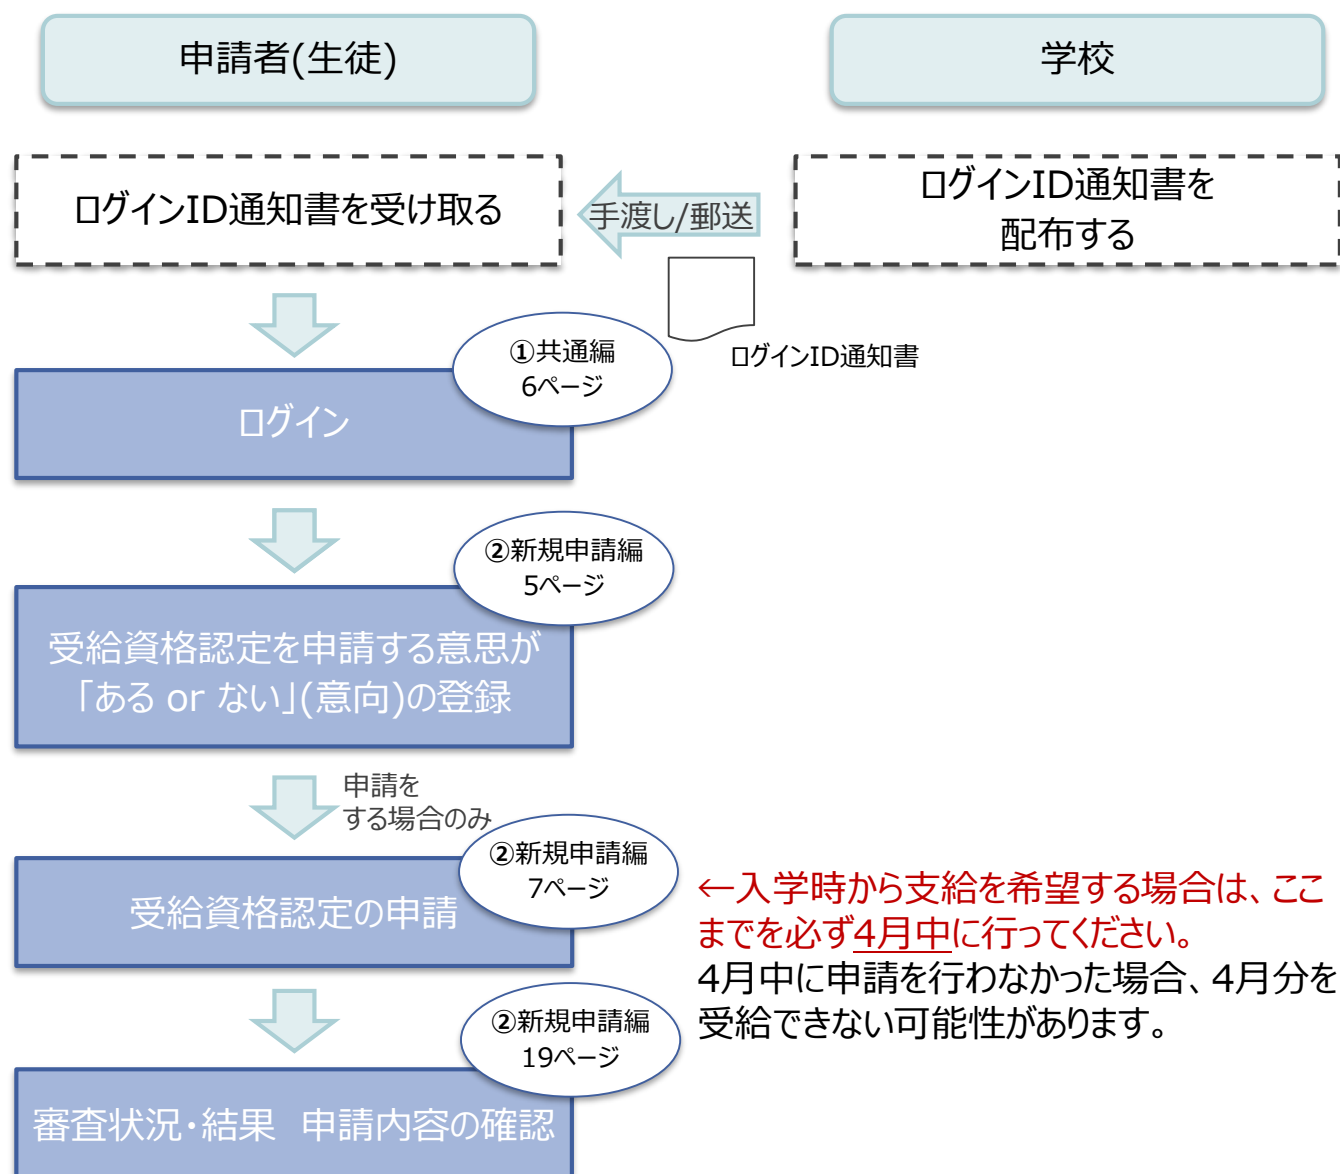 申請者(生徒)
学校
ログインID通知書を受け取る
手渡し/郵送
ログインID通知書を
配布する
ログインID通知書
①共通編
6ページ
ログイン
②新規申請編
5ページ
受給資格認定を申請する意思が
「ある or ない」(意向)の登録
申請を
する場合のみ
②新規申請編
7ページ
受給資格認定の申請
←入学時から支給を希望する場合は、ここ
までを必ず4月中に行ってください。
4月中に申請を行わなかった場合、4月分を
受給できない可能性があります。
②新規申請編
19ページ
審査状況・結果　申請内容の確認